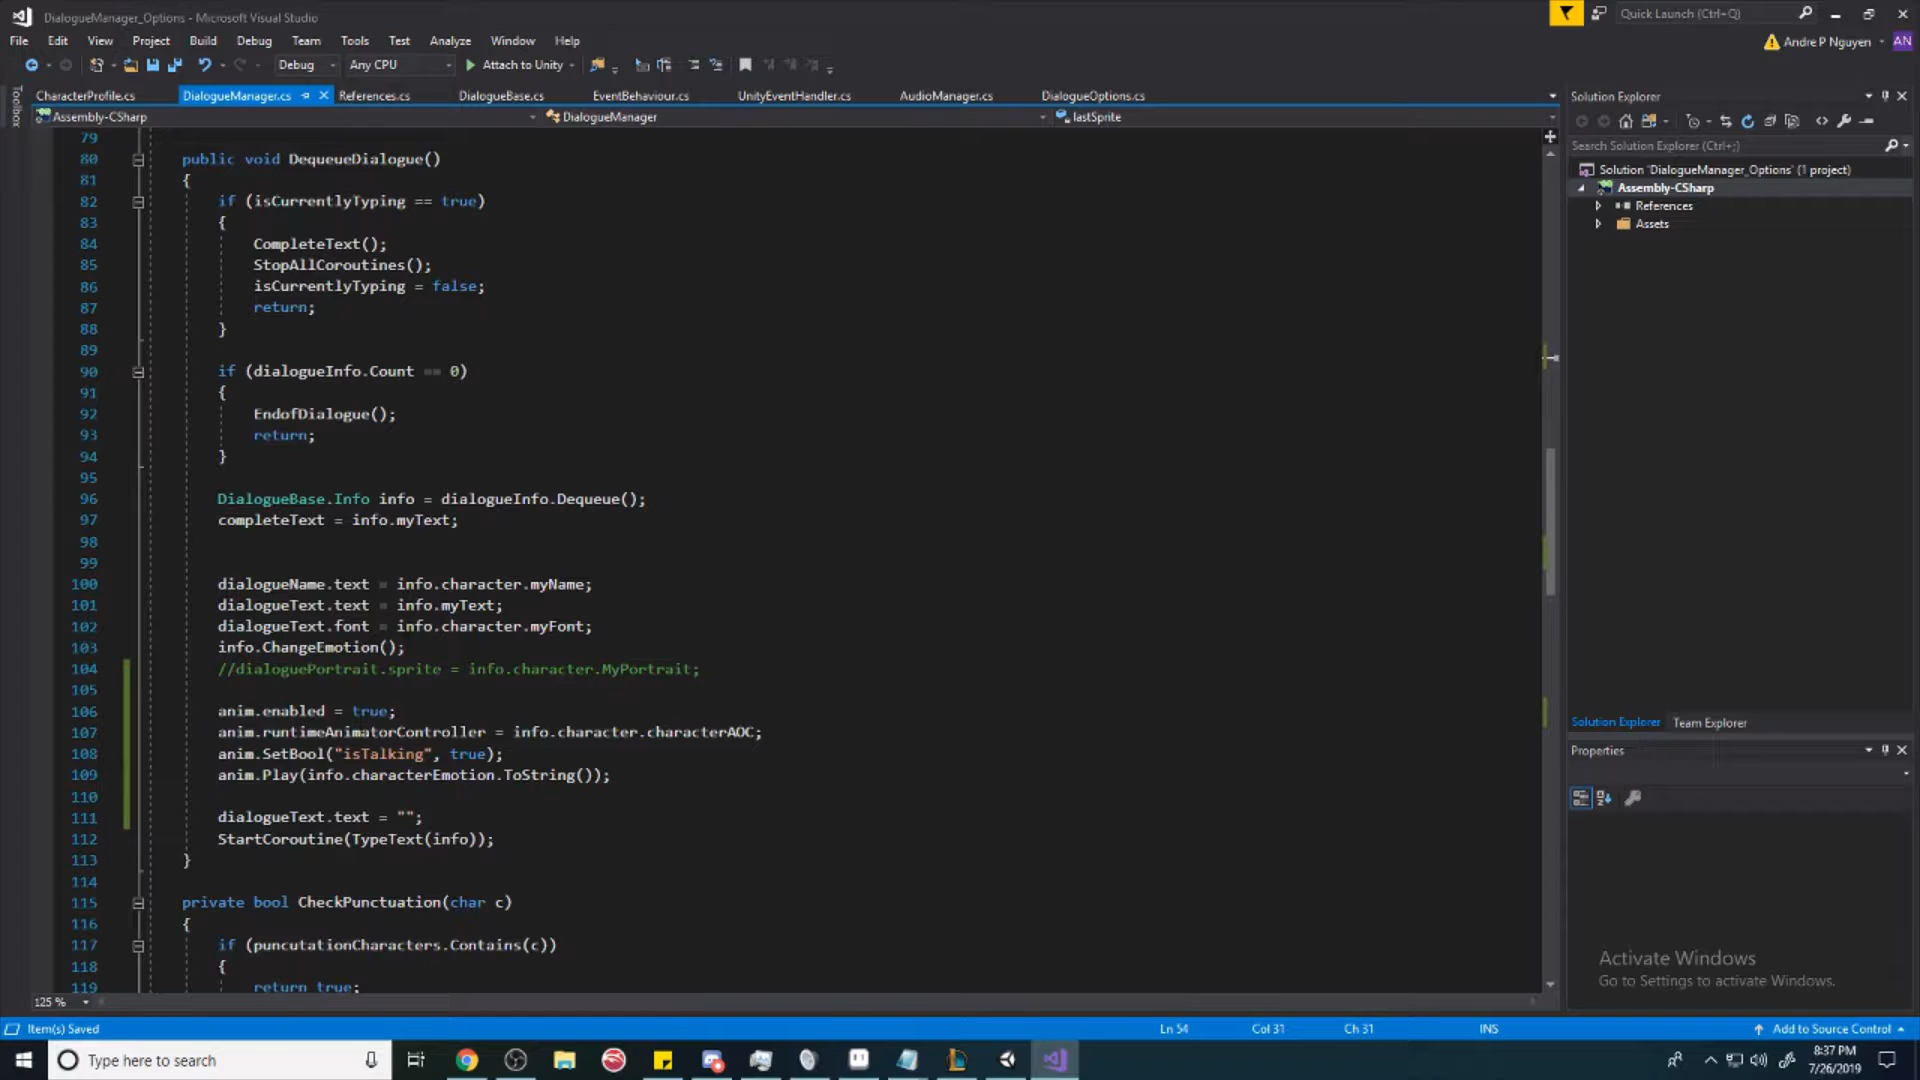 DialogueManager_Options - Microsoft Visual Studio
Quick Launch (Ctrl+Q)
File Edit View Project Build Debug Team Tools Test Analyze Window Help
Andre P Nguyen AN
Debug Any CPU Attach to Unity
Toolbox
CharacterProfile.cs DialogueManager.cs References.cs DialogueBase.cs EventBehaviour.cs UnityEventHandler.cs AudioManager.cs DialogueOptions.cs
Assembly-CSharp DialogueManager lastSprite
79
80 public void DequeueDialogue()
81 {
82 if (isCurrentlyTyping == true)
83 {
84 CompleteText();
85 StopAllCoroutines();
86 isCurrentlyTyping = false;
87 return;
88 }
89
90 if (dialogueInfo.Count == 0)
91 {
92 EndofDialogue();
93 return;
94 }
95
96 DialogueBase.Info info = dialogueInfo.Dequeue();
97 completeText = info.myText;
98
99
100 dialogueName.text = info.character.myName;
101 dialogueText.text = info.myText;
102 dialogueText.font = info.character.myFont;
103 info.ChangeEmotion();
104 //dialoguePortrait.sprite = info.character.MyPortrait;
105
106 anim.enabled = true;
107 anim.runtimeAnimatorController = info.character.characterAOC;
108 anim.SetBool("isTalking", true);
109 anim.Play(info.characterEmotion.ToString());
110
111 dialogueText.text = "";
112 StartCoroutine(TypeText(info));
113 }
114
115 private bool CheckPunctuation(char c)
116 {
117 if (puncutationCharacters.Contains(c))
118 {
119 return true;
125 %
Solution Explorer
Search Solution Explorer (Ctrl+;)
Solution 'DialogueManager_Options' (1 project)
Assembly-CSharp
References
Assets
Solution Explorer Team Explorer
Properties
Activate Windows
Go to Settings to activate Windows.
Item(s) Saved Ln 54 Col 31 Ch 31 INS Add to Source Control
Type here to search
8:37 PM
7/26/2019